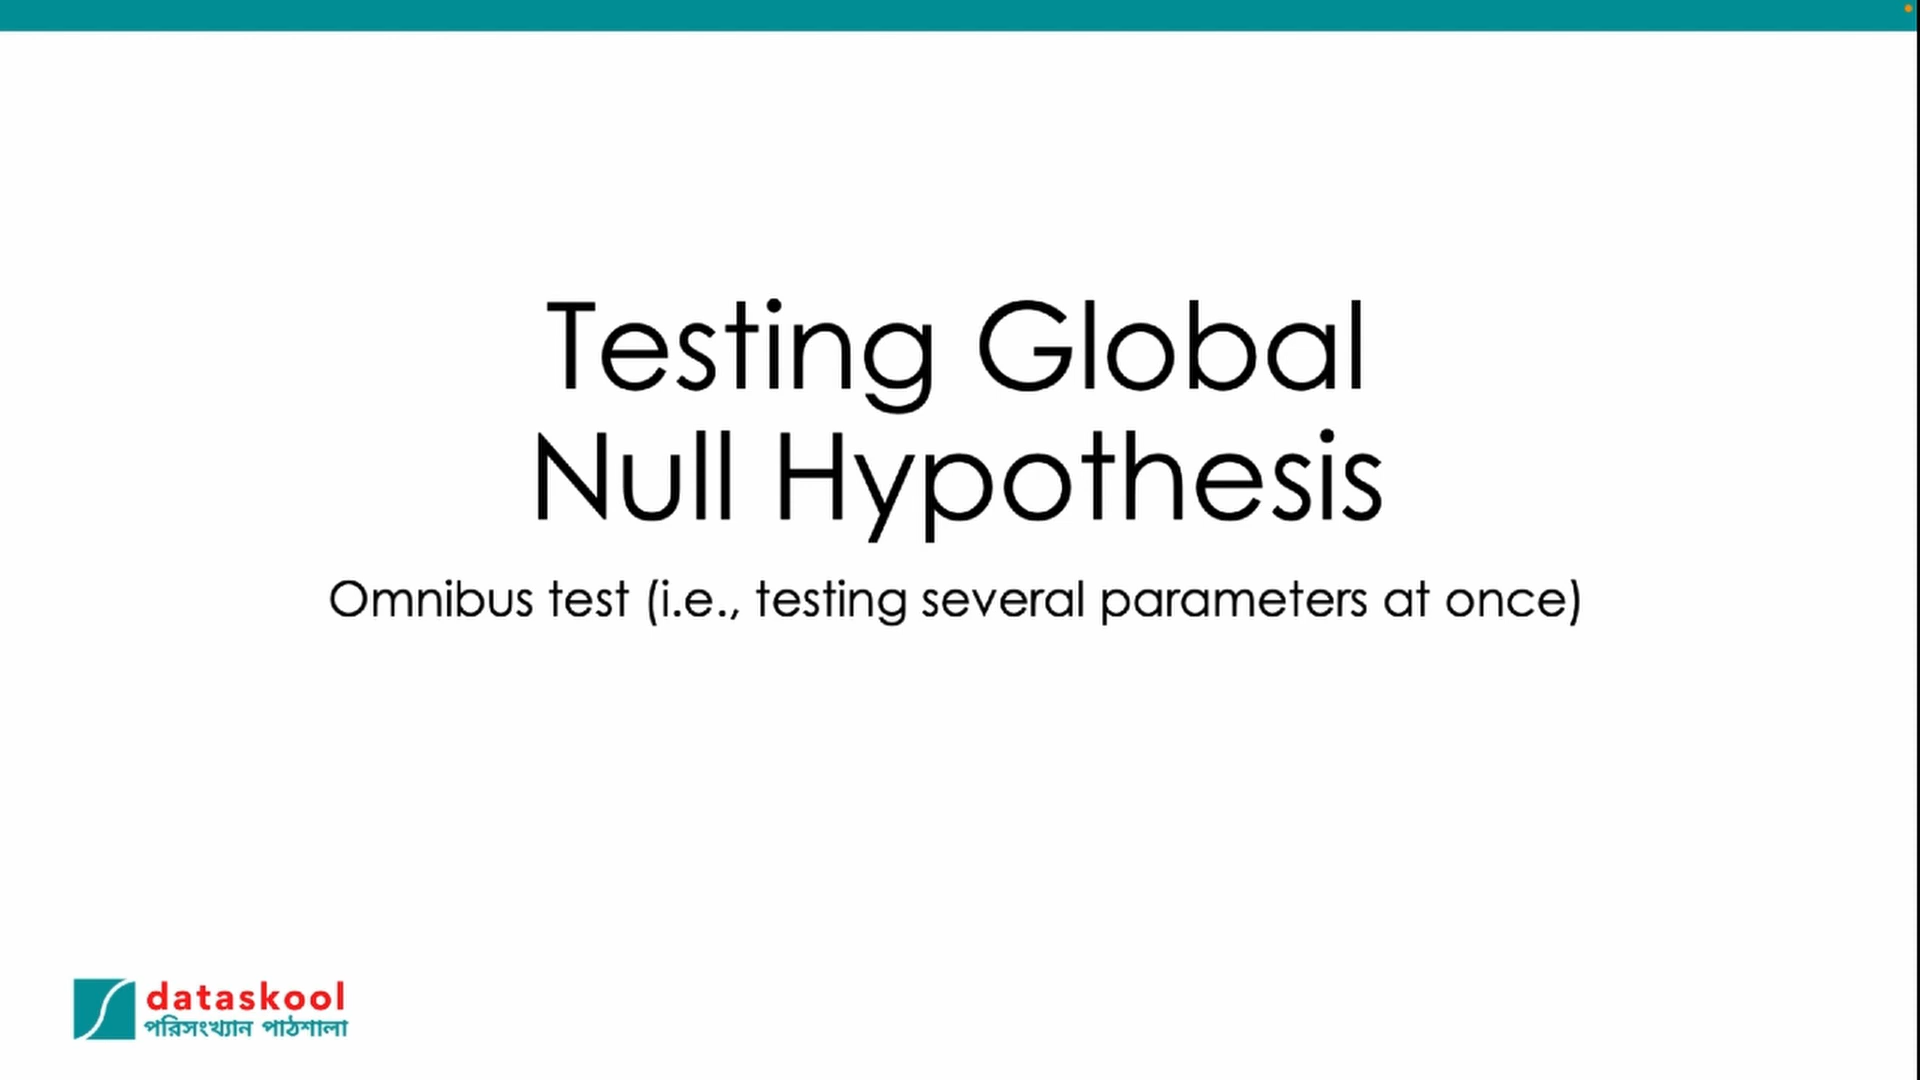 Testing Global
Null Hypothesis
Omnibus test (i.e., testing several parameters at once)
dataskool
পরিসংখ্যান পাঠশালা